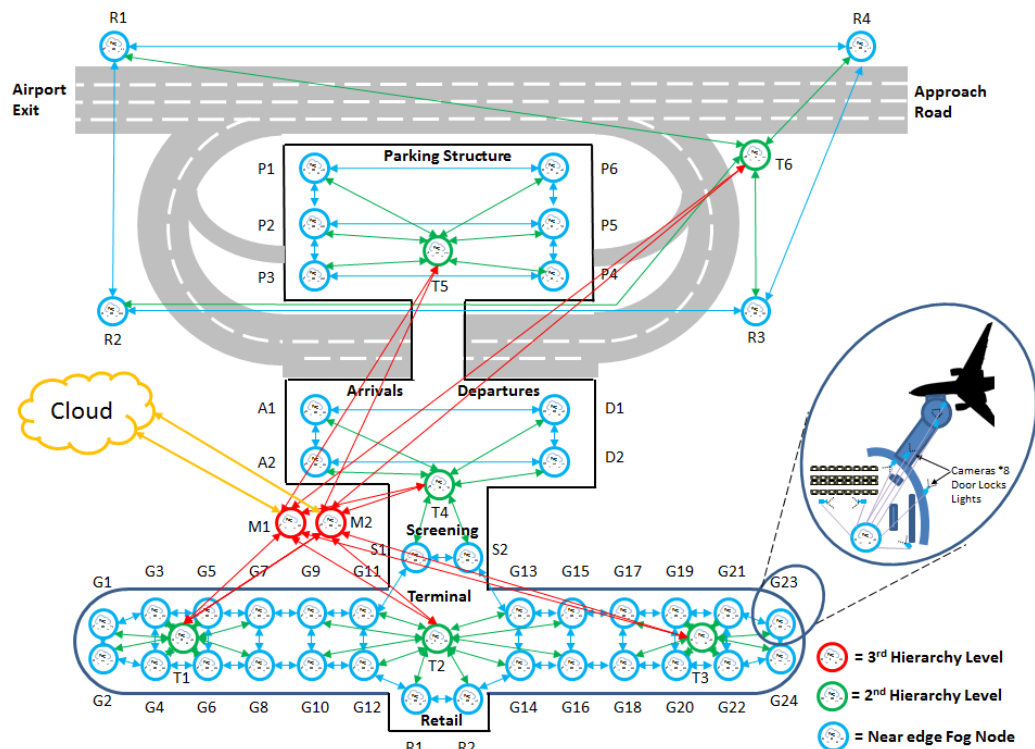 R1
R4
Airport
Exit
Approach
Road
Parking Structure
P1
P6
T6
P2
P5
P3
P4
T5
R2
R3
Arrivals
Departures
A1
D1
Cloud
A2
D2
Cameras *8
Door Locks
Lights
T4
M1
M2
Screening
S1
S2
G1
G3
G5
G7
G9
G11
G13
G15
G17
G19
G21
G23
Terminal
T1
T2
T3
= 3rd Hierarchy Level
G2
G4
G6
G8
G10
G12
G14
G16
G18
G20
G22
G24
= 2nd Hierarchy Level
Retail
R1
R2
= Near edge Fog Node